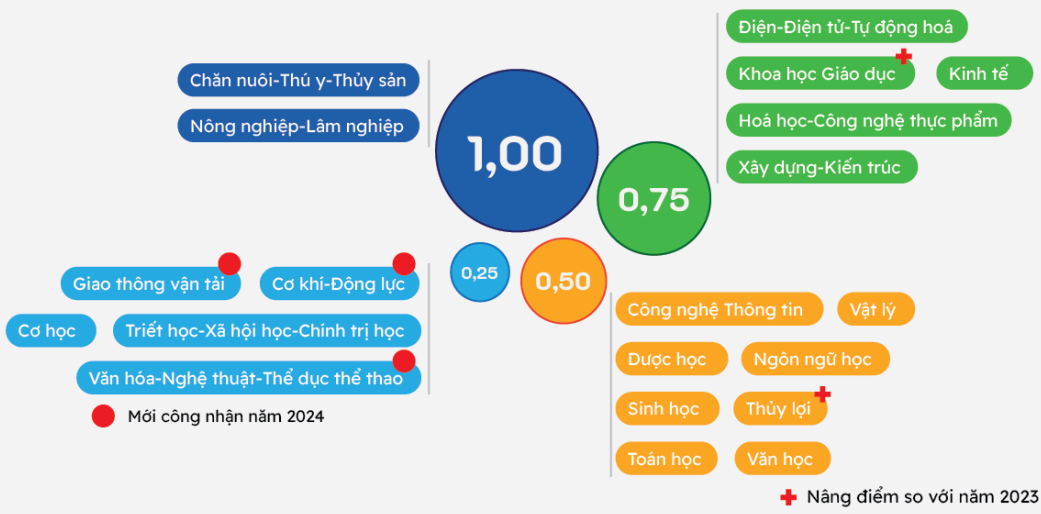 Chăn nuôi-Thú y-Thủy sản
Nông nghiệp-Lâm nghiệp
1,00
0,75
Điện-Điện tử-Tự động hoá
Khoa học Giáo dục
Kinh tế
Hoá học-Công nghệ thực phẩm
Xây dựng-Kiến trúc
0,25
0,50
Giao thông vận tải
Cơ khí-Động lực
Cơ học
Triết học-Xã hội học-Chính trị học
Văn hóa-Nghệ thuật-Thể dục thể thao
Mới công nhận năm 2024
Công nghệ Thông tin
Vật lý
Dược học
Ngôn ngữ học
Sinh học
Thủy lợi
Toán học
Văn học
Nâng điểm so với năm 2023